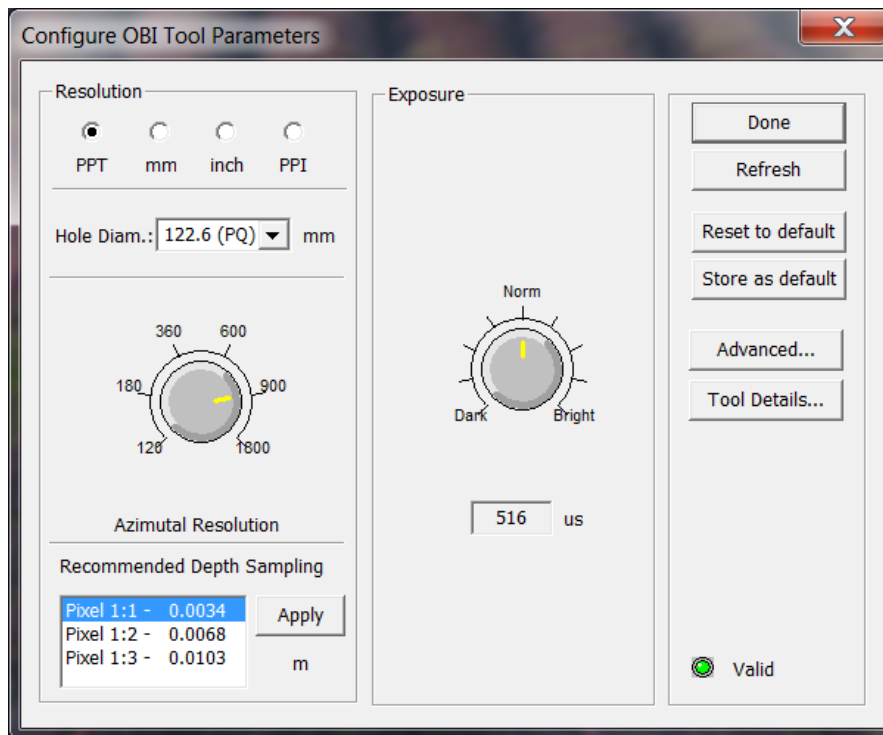 Configure OBI Tool Parameters
X
Resolution
PPT mm inch PPI
Hole Diam.: 122.6 (PQ) mm
360 600
180 900
120 1800
Azimutal Resolution
Recommended Depth Sampling
Pixel 1:1 - 0.0034
Pixel 1:2 - 0.0068
Pixel 1:3 - 0.0103
Apply
m
Exposure
Norm
Dark Bright
516 us
Done
Refresh
Reset to default
Store as default
Advanced...
Tool Details...
Valid